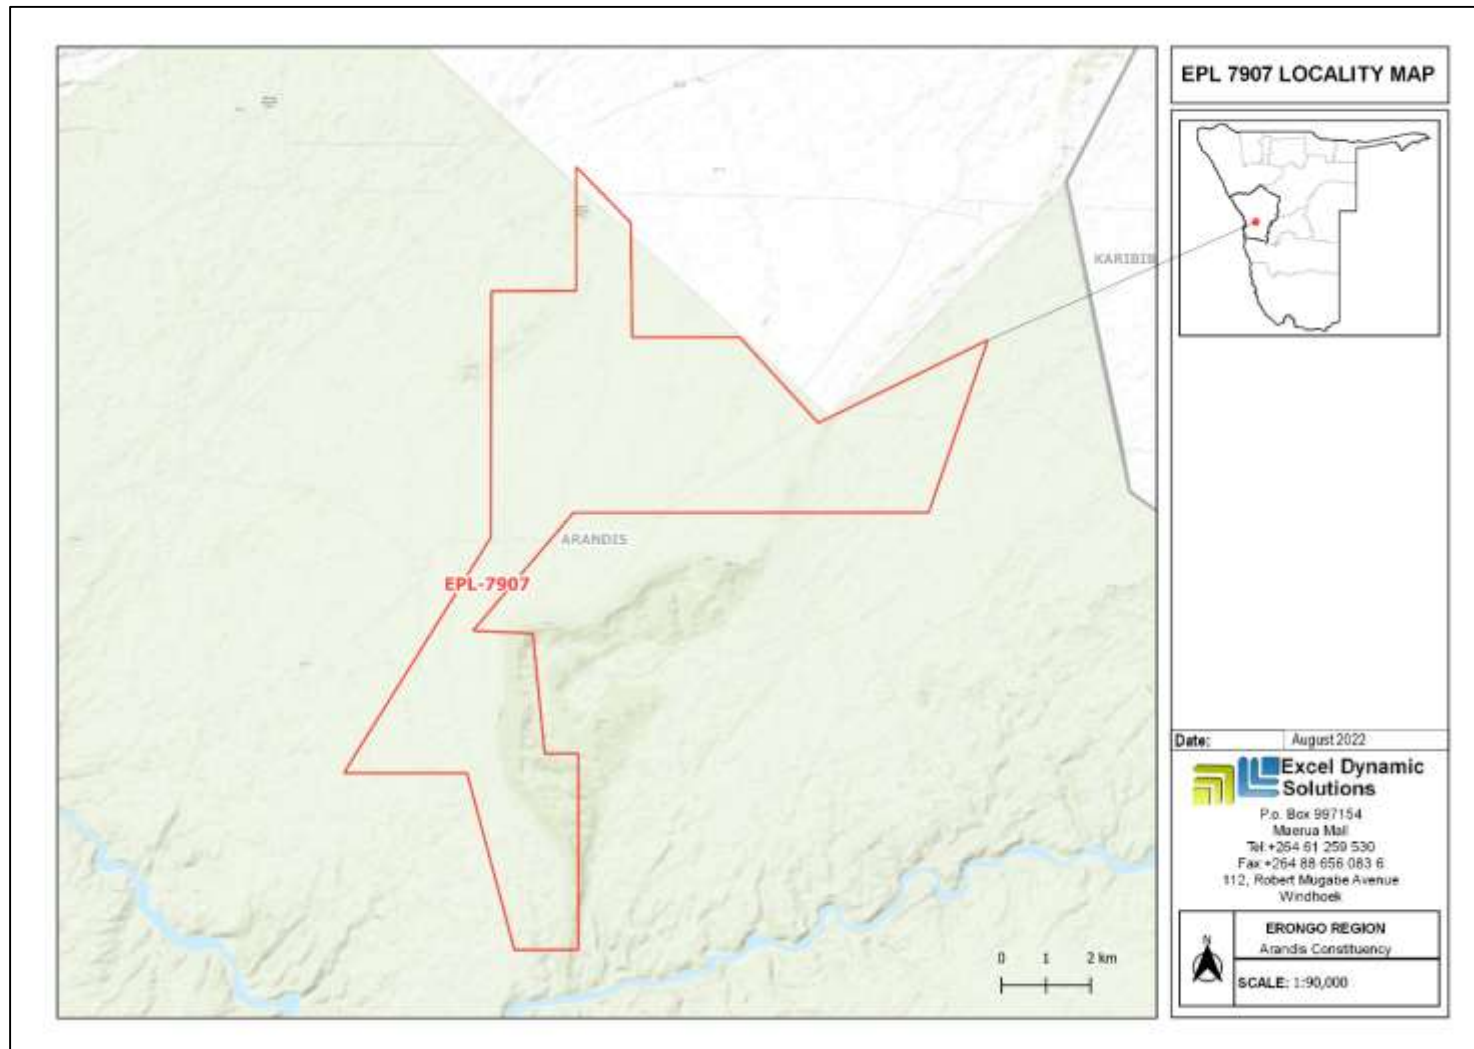 EPL 7907 LOCALITY MAP
KARIBIB
ARANDIS
EPL-7907
0 1 2 km
Date: August 2022
Excel Dynamic
Solutions
P.o. Box 997154
Maerua Mall
Tel:+264 61 259 530
Fax:+264 88 656 083 6
112, Robert Mugabe Avenue
Windhoek
N
ERONGO REGION
Arandis Constituency
SCALE: 1:90,000